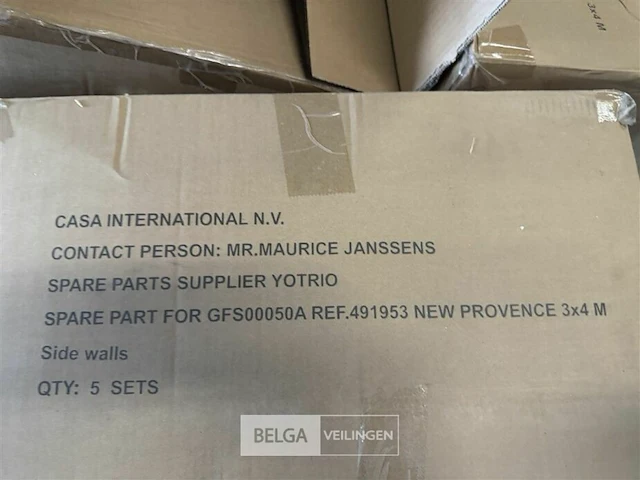 3x4 M
CASA INTERNATIONAL N.V.
CONTACT PERSON: MR.MAURICE JANSSENS
SPARE PARTS SUPPLIER YOTRIO
SPARE PART FOR GFS00050A REF.491953 NEW PROVENCE 3x4 M
Side walls
QTY: 5 SETS
BELGA VEILINGEN